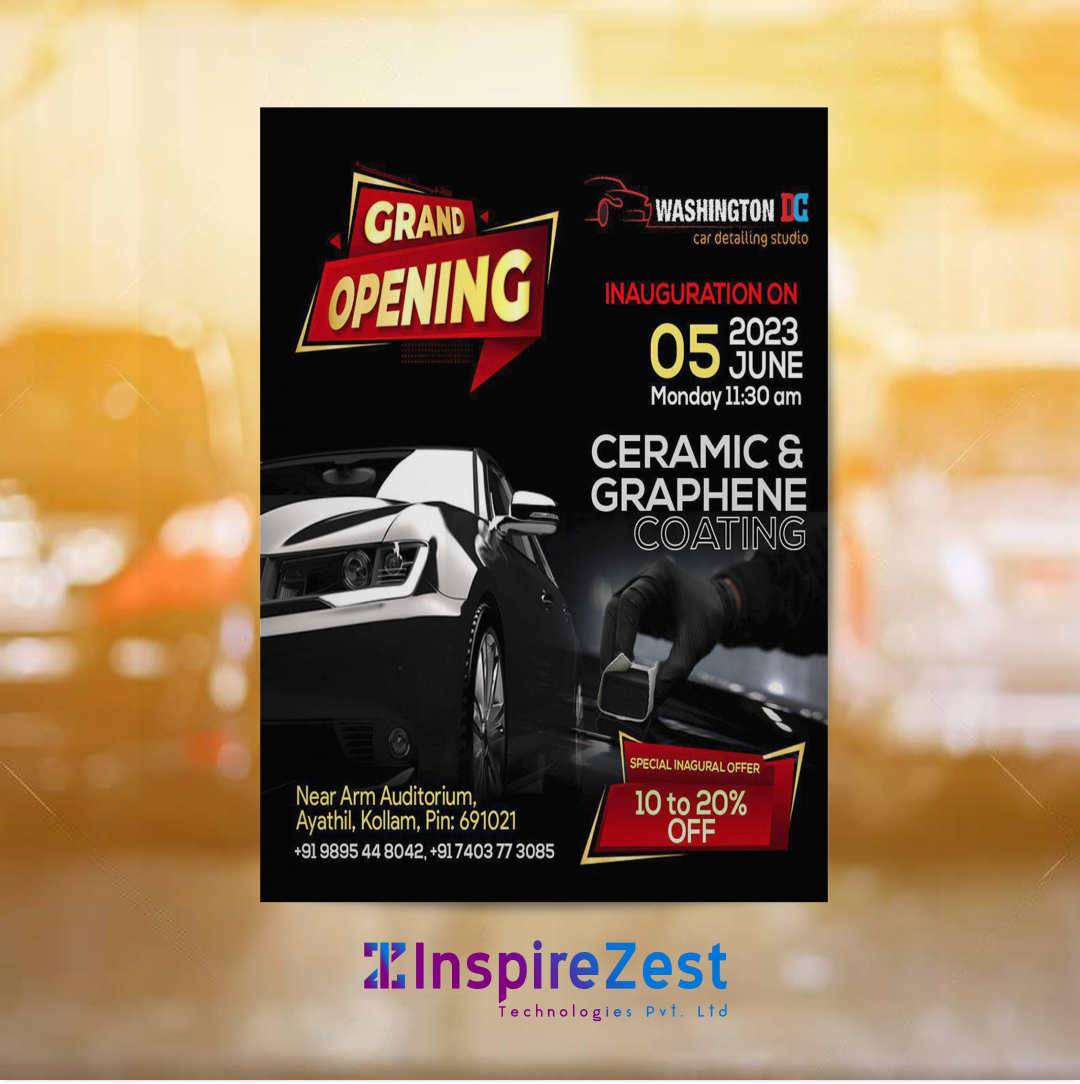 GRAND
OPENING
WASHINGTON DC
car detailing studio
INAUGURATION ON
05 2023
JUNE
Monday 11:30 am
CERAMIC &
GRAPHENE
COATING
SPECIAL INAGURAL OFFER
10 to 20%
OFF
Near Arm Auditorium,
Ayathil, Kollam, Pin: 691021
+91 9895 44 8042, +91 7403 77 3085
InspireZest
Technologies Pvt. Ltd